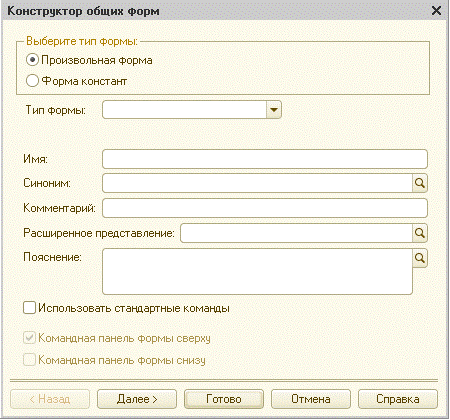 Конструктор общих форм
Выберите тип формы:
Произвольная форма
Форма констант
Тип формы:
Имя:
Синоним:
Комментарий:
Расширенное представление:
Пояснение:
Использовать стандартные команды
Командная панель формы сверху
Командная панель формы снизу
< Назад Далее > Готово Отмена Справка